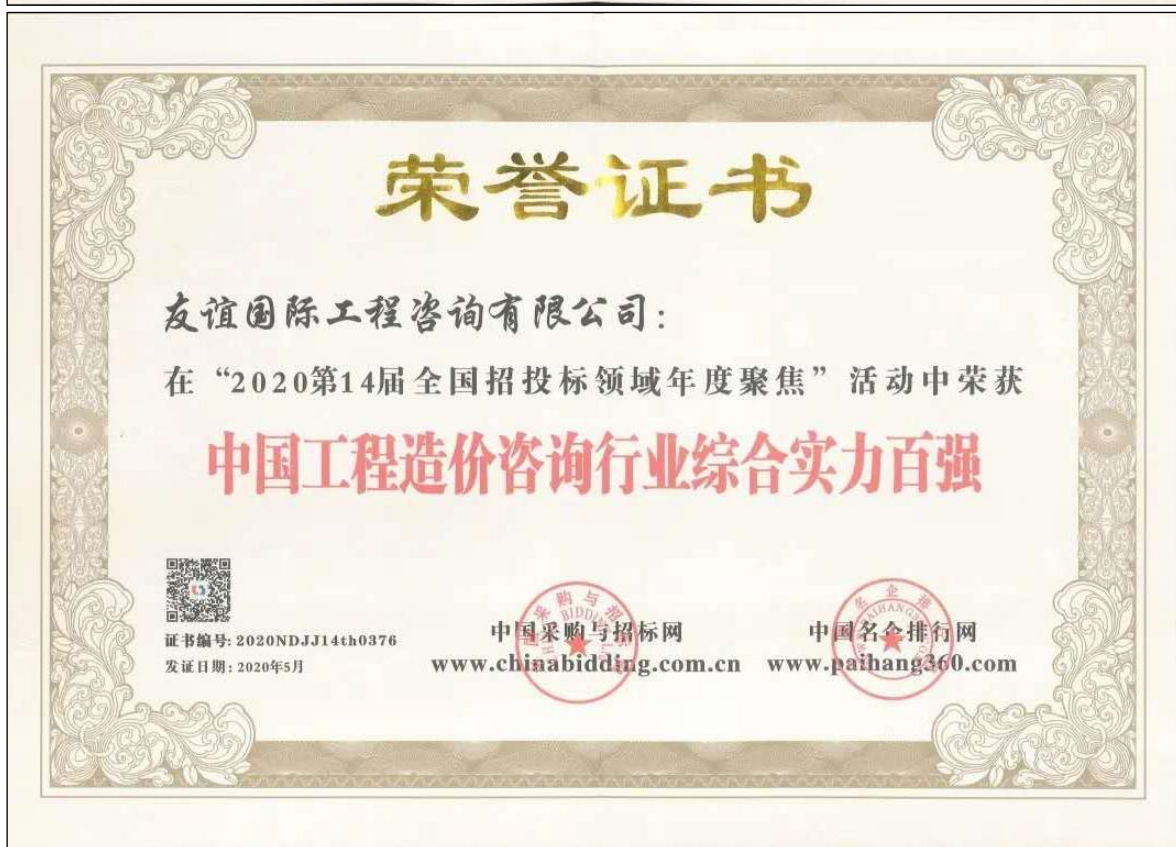 荣誉证书
友谊国际工程咨询有限公司：
在“2020第14届全国招投标领域年度聚焦”活动中荣获
中国工程造价咨询行业综合实力百强
证书编号: 2020NDJJ14th0376
发证日期: 2020年5月
中国采购与招标网
www.chinabidding.com.cn
中国名企排行网
www.paihang360.com